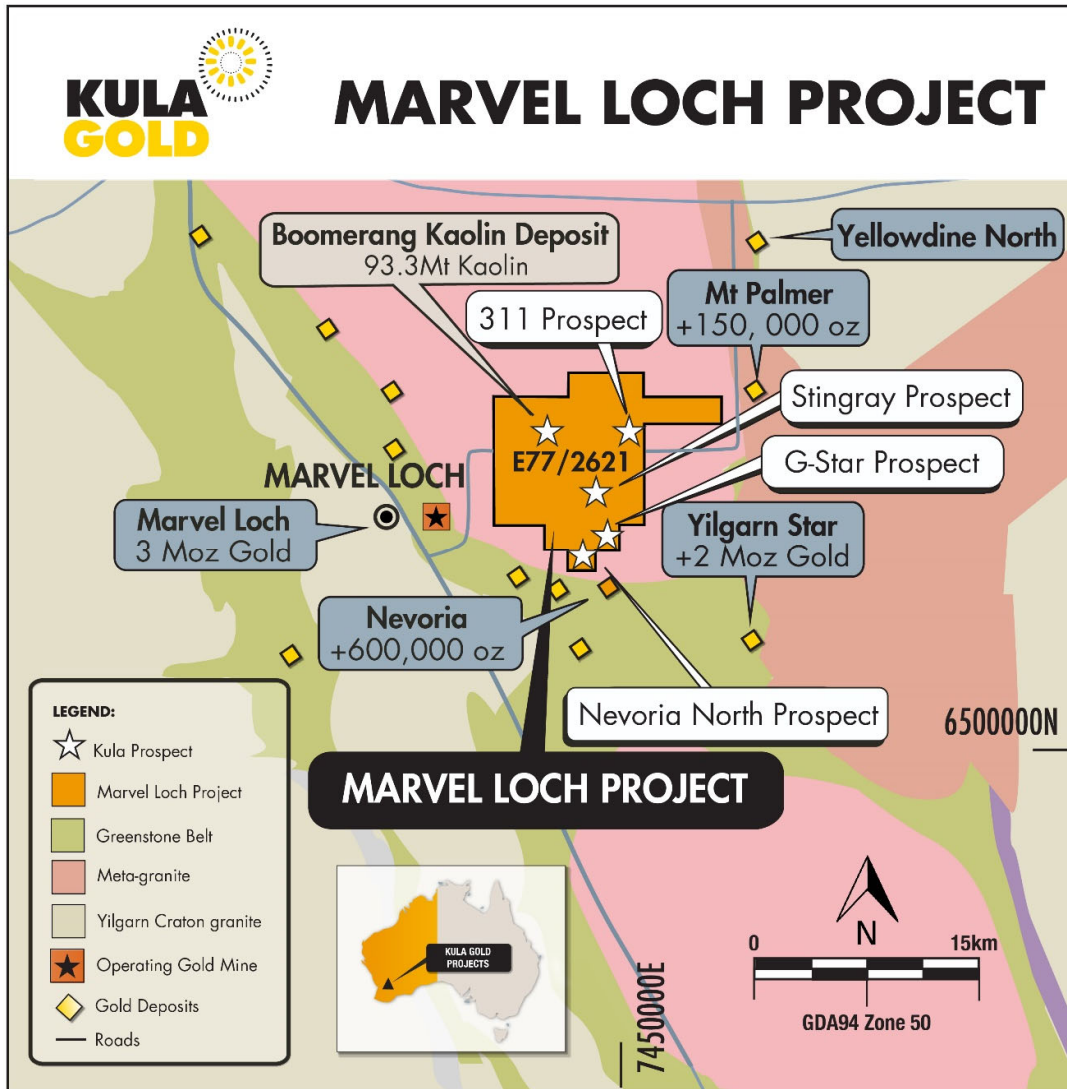 KULA
GOLD
MARVEL LOCH PROJECT
Boomerang Kaolin Deposit
93.3Mt Kaolin
311 Prospect
Yellowdine North
Mt Palmer
+150, 000 oz
Stingray Prospect
G-Star Prospect
E77/2621
MARVEL LOCH
Marvel Loch
3 Moz Gold
Yilgarn Star
+2 Moz Gold
Nevoria
+600,000 oz
Nevoria North Prospect
6500000N
MARVEL LOCH PROJECT
LEGEND:
Kula Prospect
Marvel Loch Project
Greenstone Belt
Meta-granite
Yilgarn Craton granite
Operating Gold Mine
Gold Deposits
Roads
KULA GOLD
PROJECTS
7450000E
N
0 15km
GDA94 Zone 50